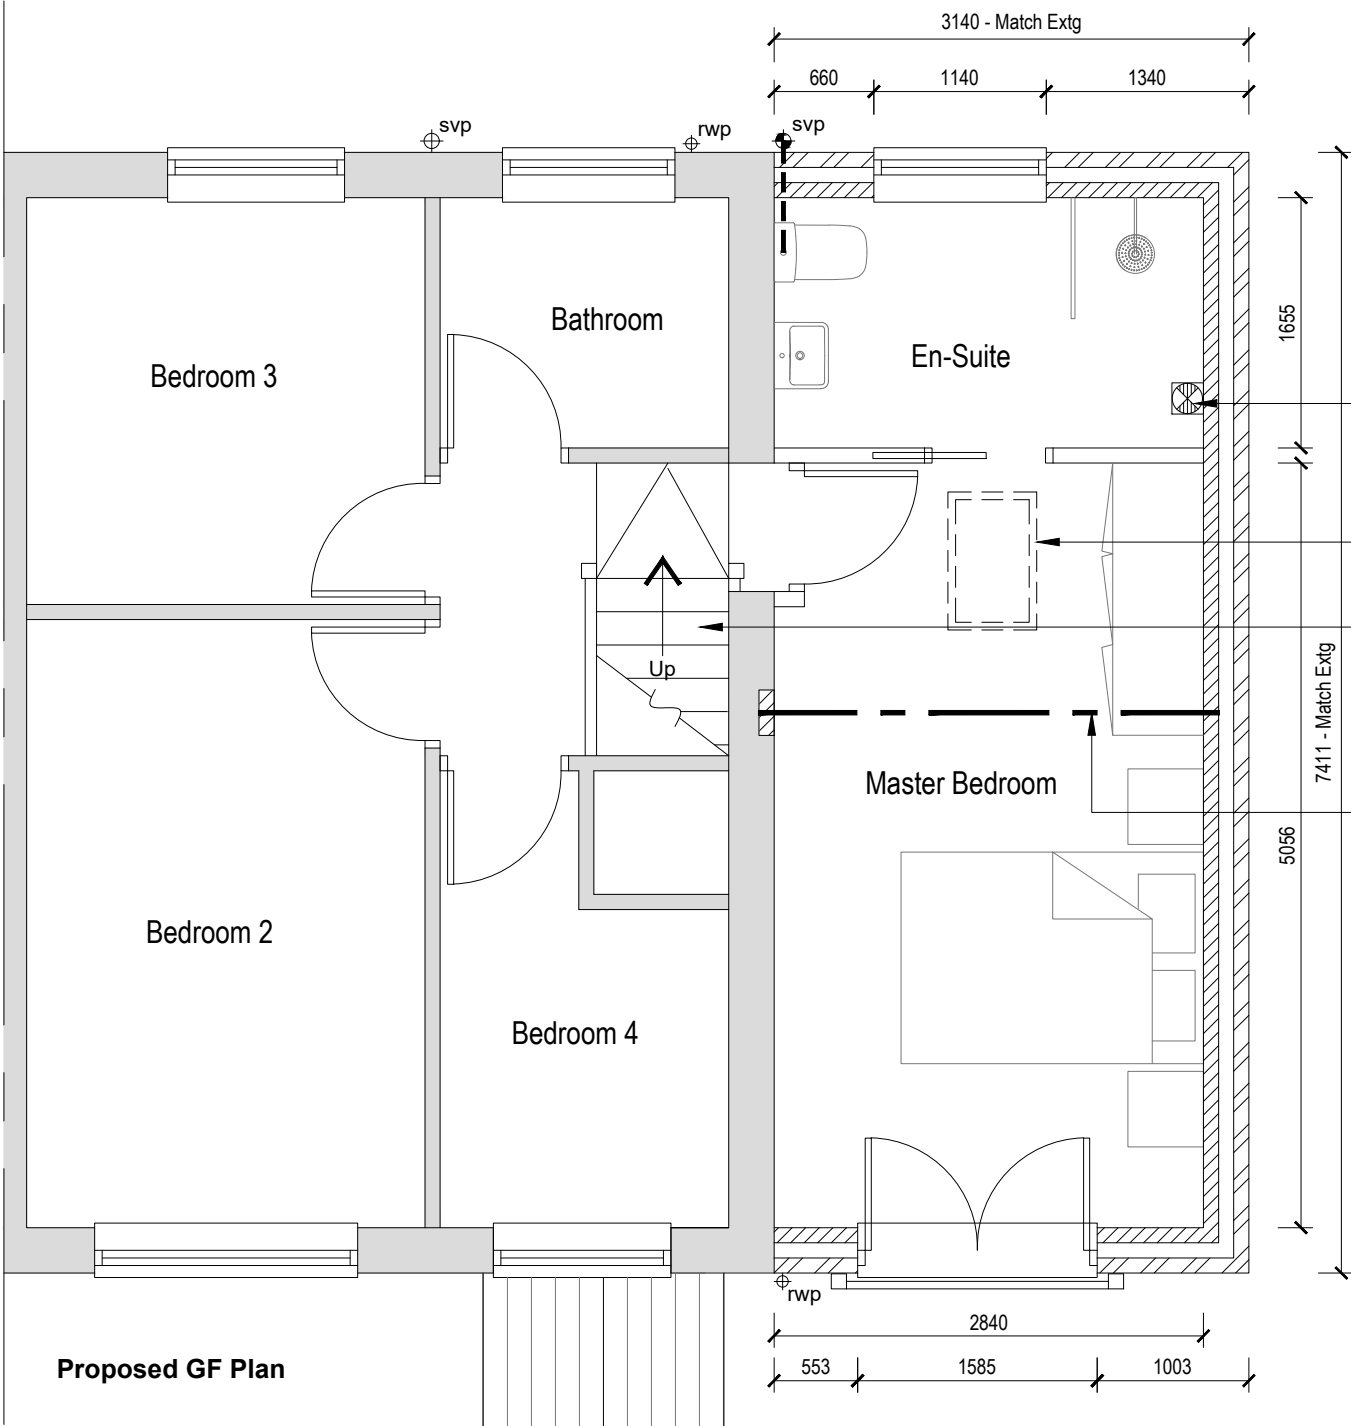 3140 - Match Extg
660
1140
1340
svp
rwp
svp
Bathroom
En-Suite
Bedroom 3
1655
Up
7411 - Match Extg
Master Bedroom
5056
Bedroom 2
Bedroom 4
rwp
2840
Proposed GF Plan
553
1585
1003